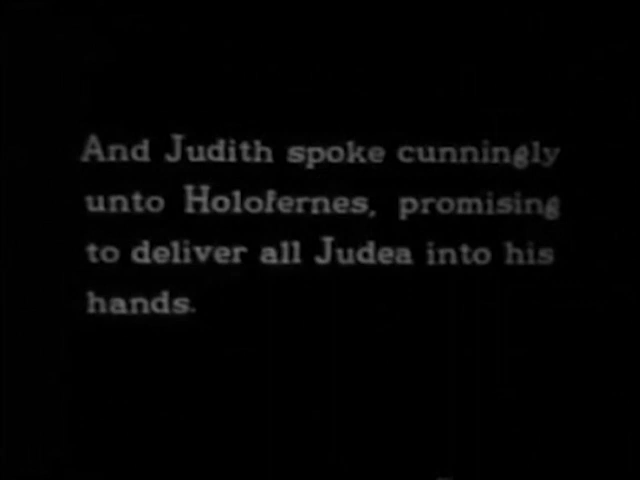 And Judith spoke cunningly
unto Holofernes, promising
to deliver all Judea into his
hands.